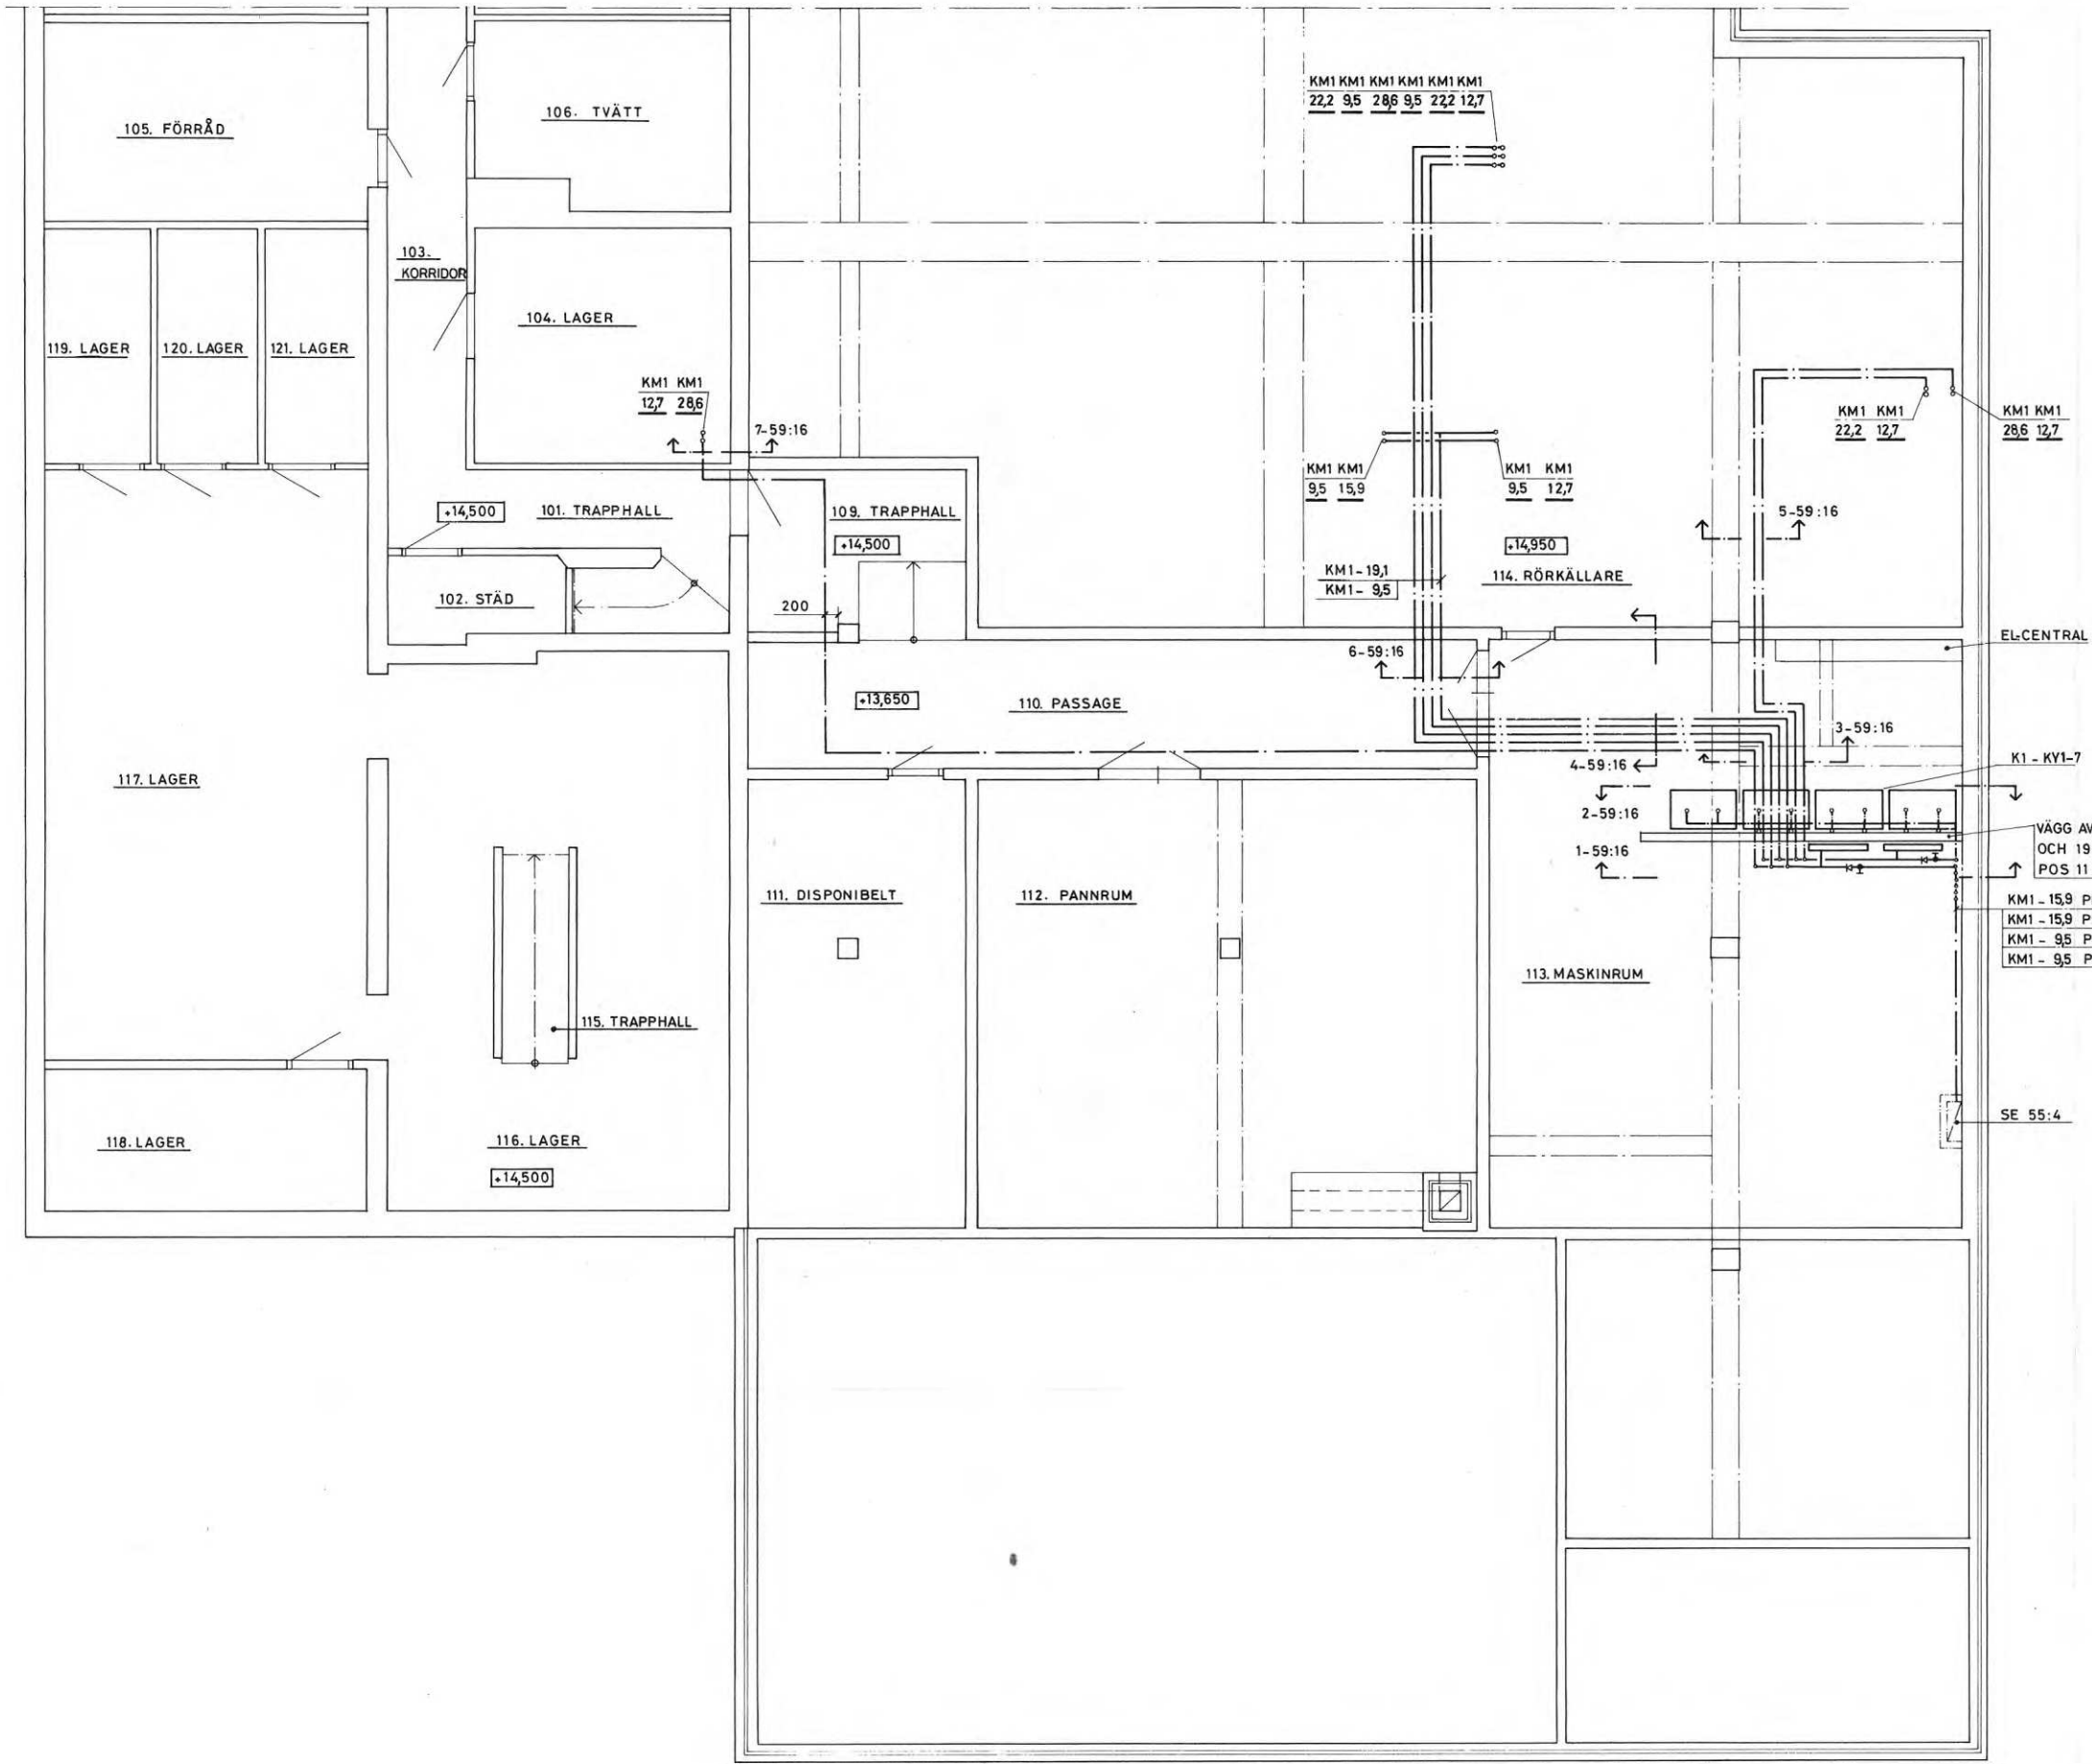 KM1 KM1 KM1 KM1 KM1 KM1
22,2 9,5 28,6 9,5 22,2 12,7
105. FÖRRÅD
106. TVÄTT
103.
KORRIDOR
104. LAGER
119. LAGER
120. LAGER
121. LAGER
KM1 KM1
12,7 28,6
7-59:16
KM1 KM1
22,2 12,7
KM1 KM1
28,6 12,7
KM1 KM1
9,5 15,9
KM1 KM1
9,5 12,7
+14,500
101. TRAPPHALL
109. TRAPPHALL
+14,500
5-59:16
+14,950
KM1-19,1
KM1- 9,5
114. RÖRKÄLLARE
102. STÄD
200
EL-CENTRAL
6-59:16
+13,650
110. PASSAGE
3-59:16
4-59:16
K1 - KY1-7
117. LAGER
2-59:16
VÄGG AV
OCH 19
POS 11
1-59:16
111. DISPONIBELT
112. PANNRUM
KM1 - 15,9 P
KM1 - 15,9 P
KM1 - 9,5 P
KM1 - 9,5 P
113. MASKINRUM
115. TRAPPHALL
SE 55:4
118. LAGER
116. LAGER
+14,500